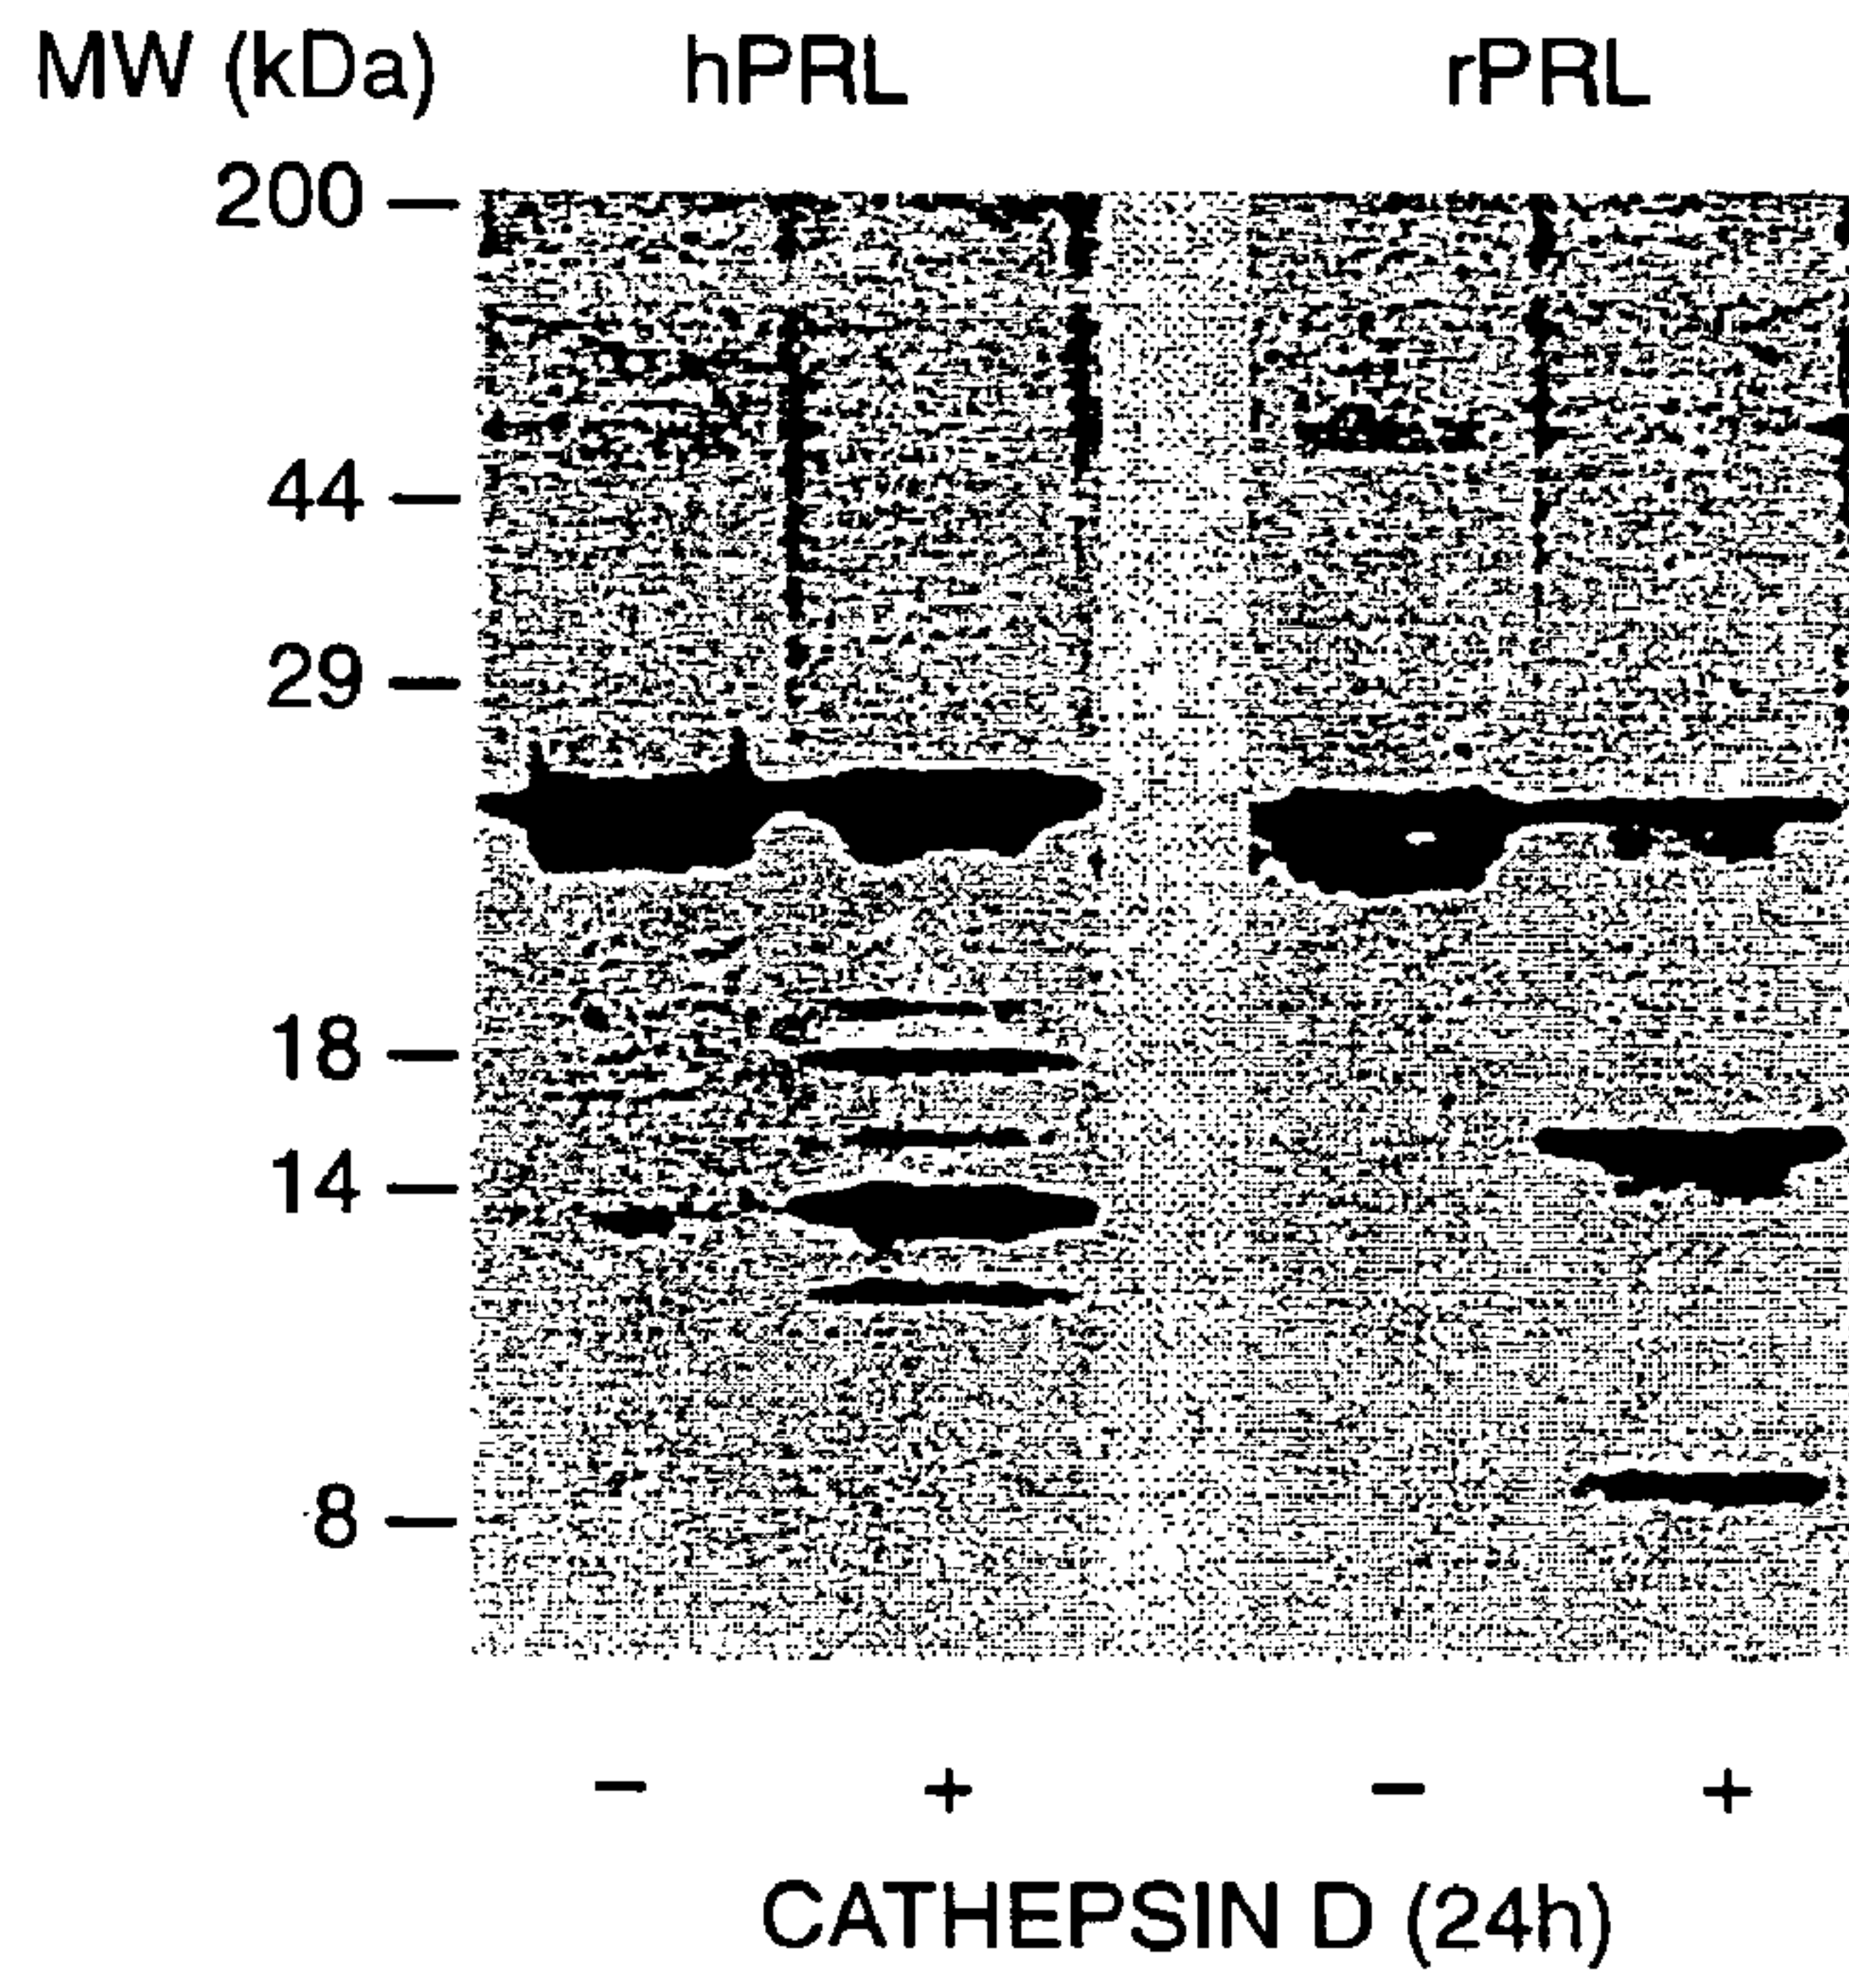 MW (kDa) hPRL rPRL
200 —
44 —
29 —
18 —
14 —
8 —
− + − +
CATHEPSIN D (24h)